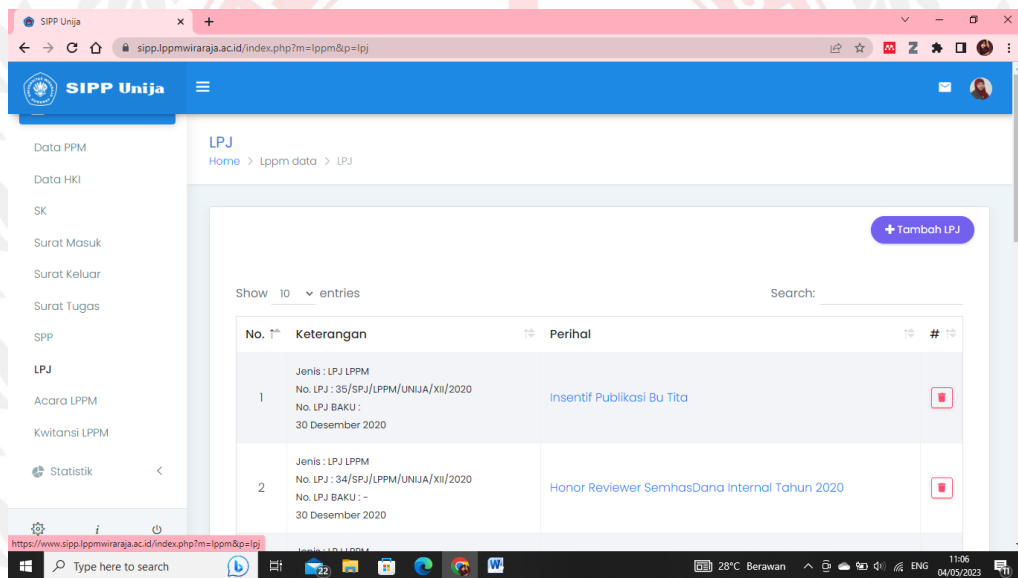 SIPP Unija
sipp.lppmwiraraja.ac.id/index.php?m=lppm&p=lpj
SIPP Unija
Data PPM
Data HKI
SK
Surat Masuk
Surat Keluar
Surat Tugas
SPP
LPJ
Acara LPPM
Kwitansi LPPM
Statistik
LPJ
Home > Lppm data > LPJ
+ Tambah LPJ
Show 10 entries
Search:
No. Keterangan Perihal #
1
Jenis : LPJ LPPM
No. LPJ : 35/SPJ/LPPM/UNIJA/XII/2020
No. LPJ BAKU :
30 Desember 2020
Insentif Publikasi Bu Tita
2
Jenis : LPJ LPPM
No. LPJ : 34/SPJ/LPPM/UNIJA/XII/2020
No. LPJ BAKU : -
30 Desember 2020
Honor Reviewer SemhasDana Internal Tahun 2020
https://www.sipp.lppmwiraraja.ac.id/index.php?m=lppm&p=lpj
Type here to search
22
28°C Berawan
ENG
11:06
04/05/2023